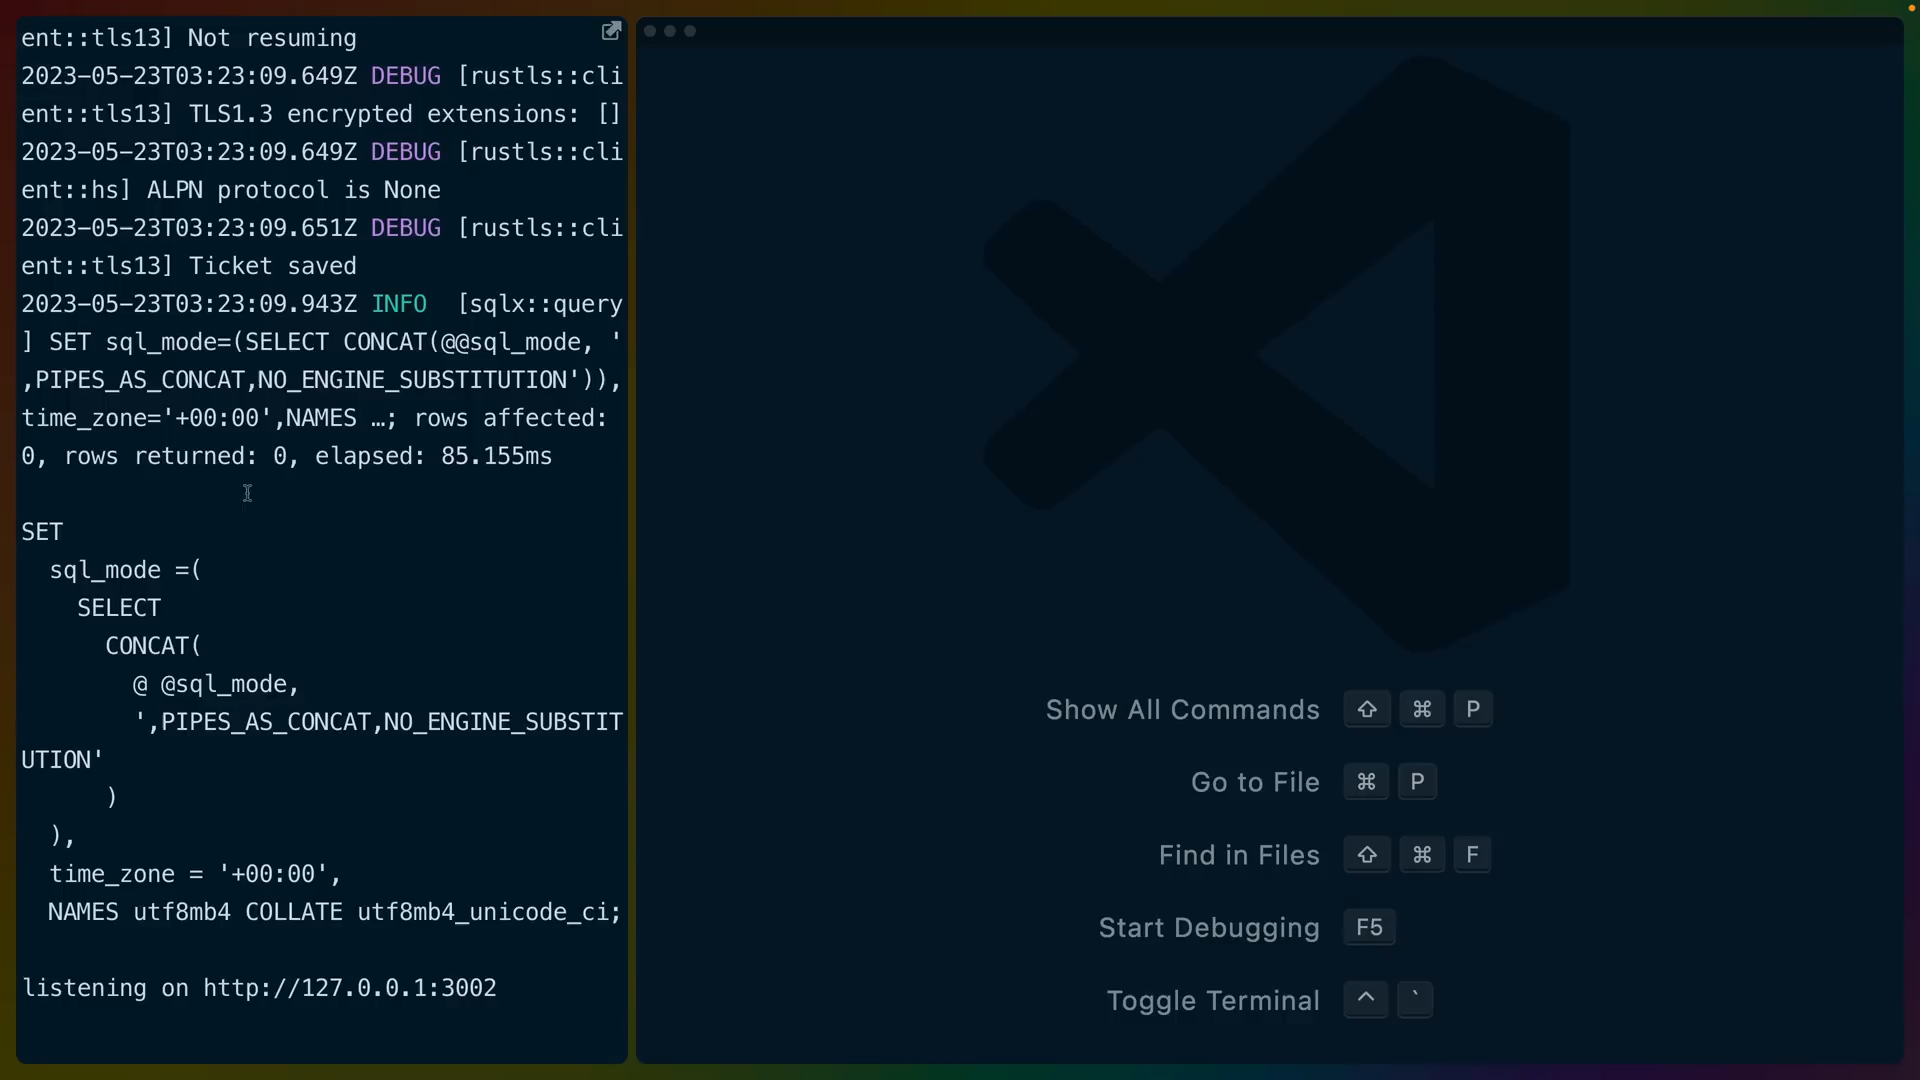 ent::tls13] Not resuming
2023-05-23T03:23:09.649Z DEBUG [rustls::cli
ent::tls13] TLS1.3 encrypted extensions: []
2023-05-23T03:23:09.649Z DEBUG [rustls::cli
ent::hs] ALPN protocol is None
2023-05-23T03:23:09.651Z DEBUG [rustls::cli
ent::tls13] Ticket saved
2023-05-23T03:23:09.943Z INFO  [sqlx::query
] SET sql_mode=(SELECT CONCAT(@@sql_mode, '
,PIPES_AS_CONCAT,NO_ENGINE_SUBSTITUTION')),
time_zone='+00:00',NAMES …; rows affected:
0, rows returned: 0, elapsed: 85.155ms
SET
  sql_mode =(
    SELECT
      CONCAT(
        @ @sql_mode,
        ',PIPES_AS_CONCAT,NO_ENGINE_SUBSTIT
UTION'
      )
  ),
  time_zone = '+00:00',
  NAMES utf8mb4 COLLATE utf8mb4_unicode_ci;
listening on http://127.0.0.1:3002
Show All Commands ⇧ ⌘ P
Go to File ⌘ P
Find in Files ⇧ ⌘ F
Start Debugging F5
Toggle Terminal ^ `